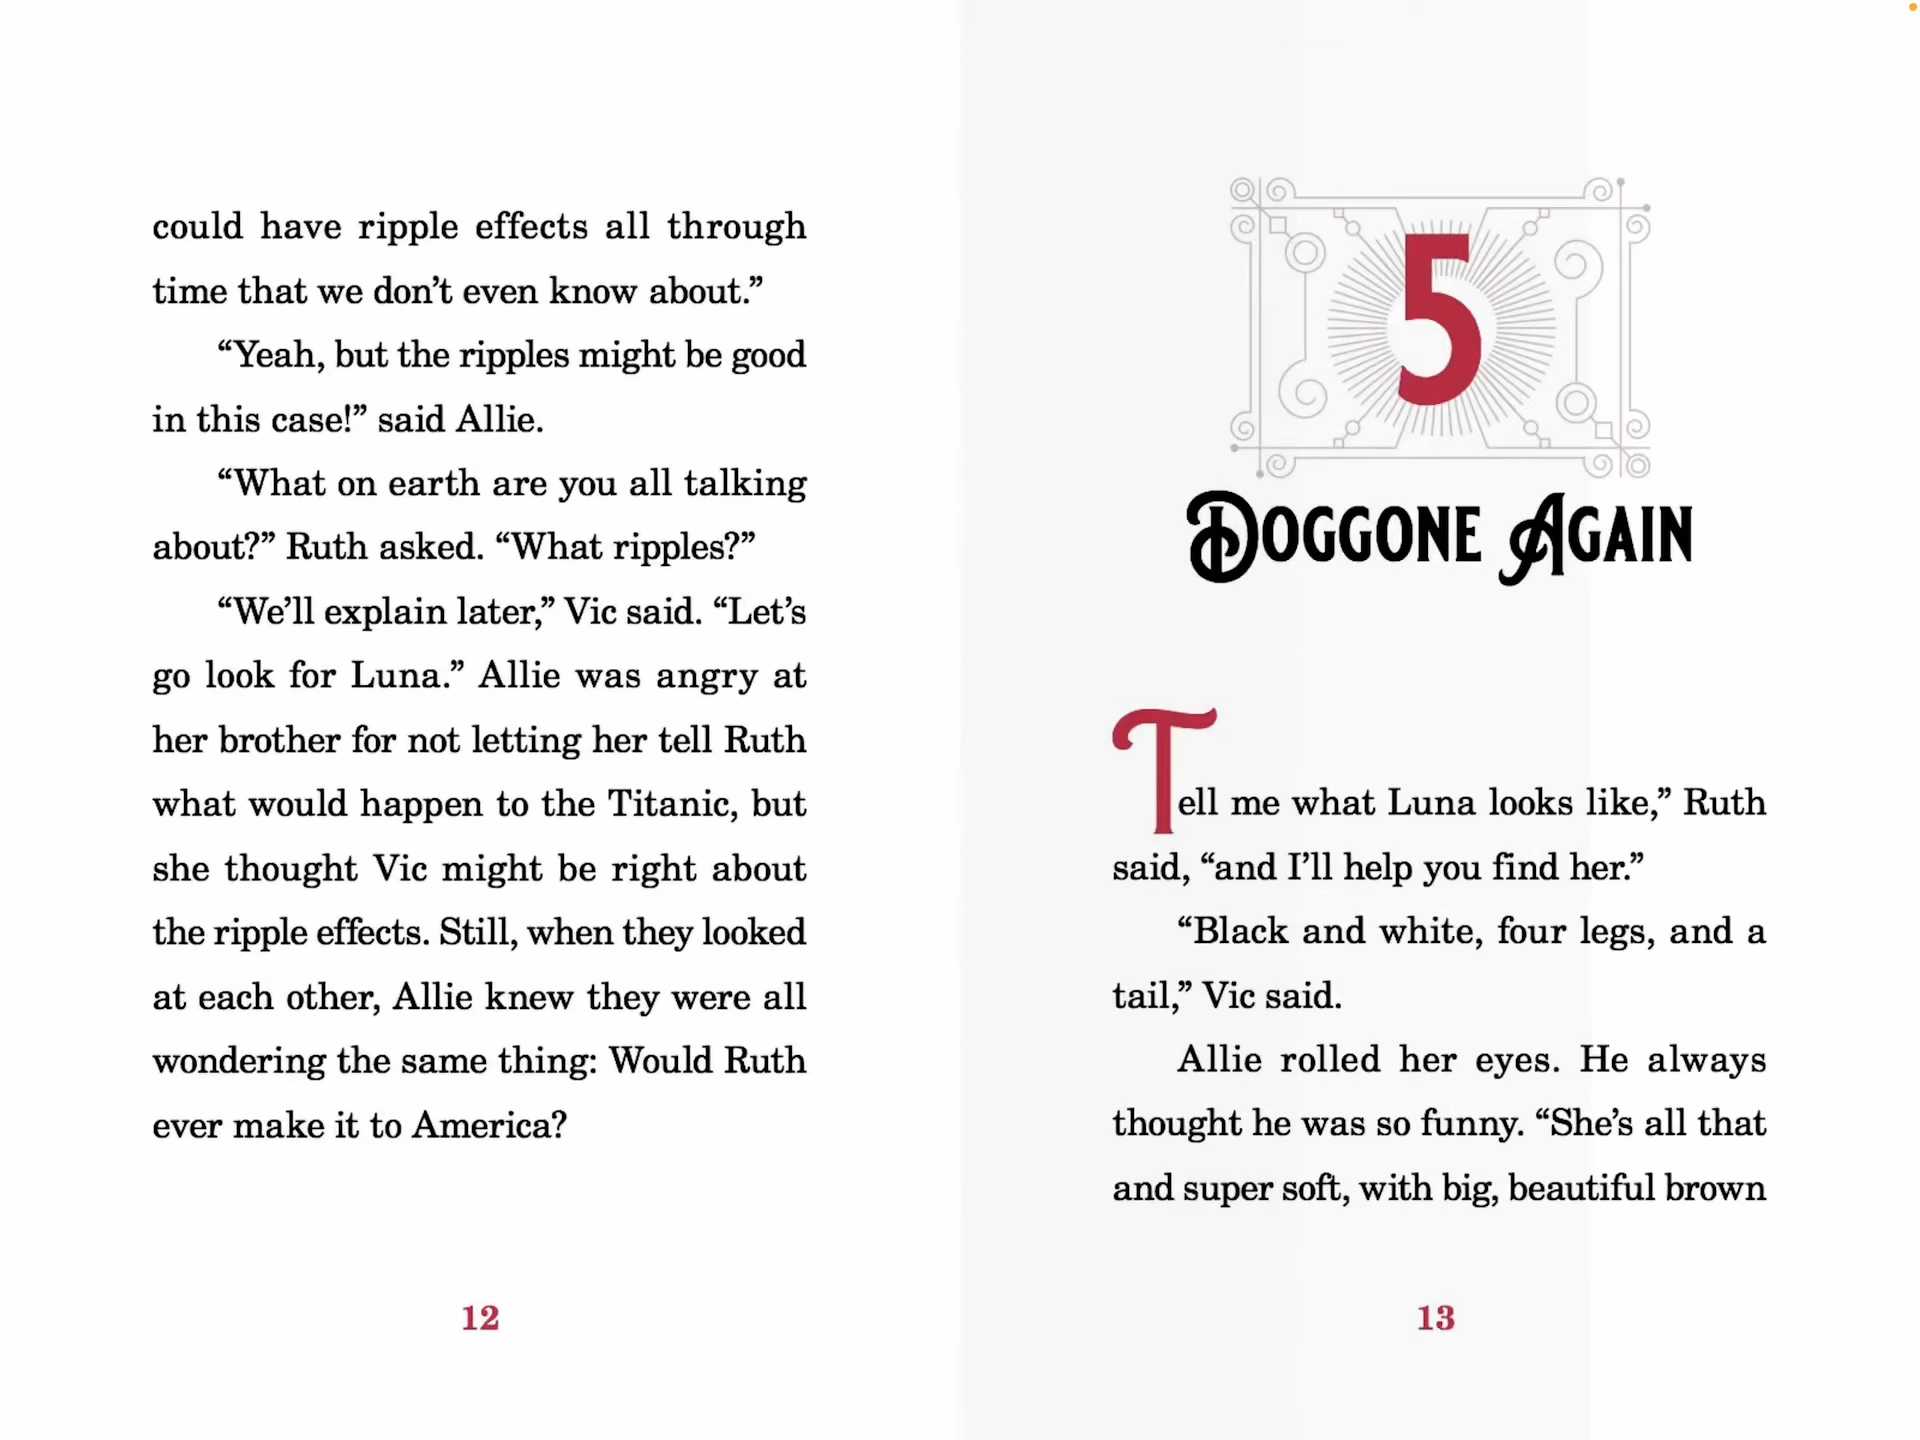 could have ripple effects all through
time that we don’t even know about.”
“Yeah, but the ripples might be good
in this case!” said Allie.
“What on earth are you all talking
about?” Ruth asked. “What ripples?”
“We’ll explain later,” Vic said. “Let’s
go look for Luna.” Allie was angry at
her brother for not letting her tell Ruth
what would happen to the Titanic, but
she thought Vic might be right about
the ripple effects. Still, when they looked
at each other, Allie knew they were all
wondering the same thing: Would Ruth
ever make it to America?
12
5
Doggone Again
Tell me what Luna looks like,” Ruth
said, “and I’ll help you find her.”
“Black and white, four legs, and a
tail,” Vic said.
Allie rolled her eyes. He always
thought he was so funny. “She’s all that
and super soft, with big, beautiful brown
13